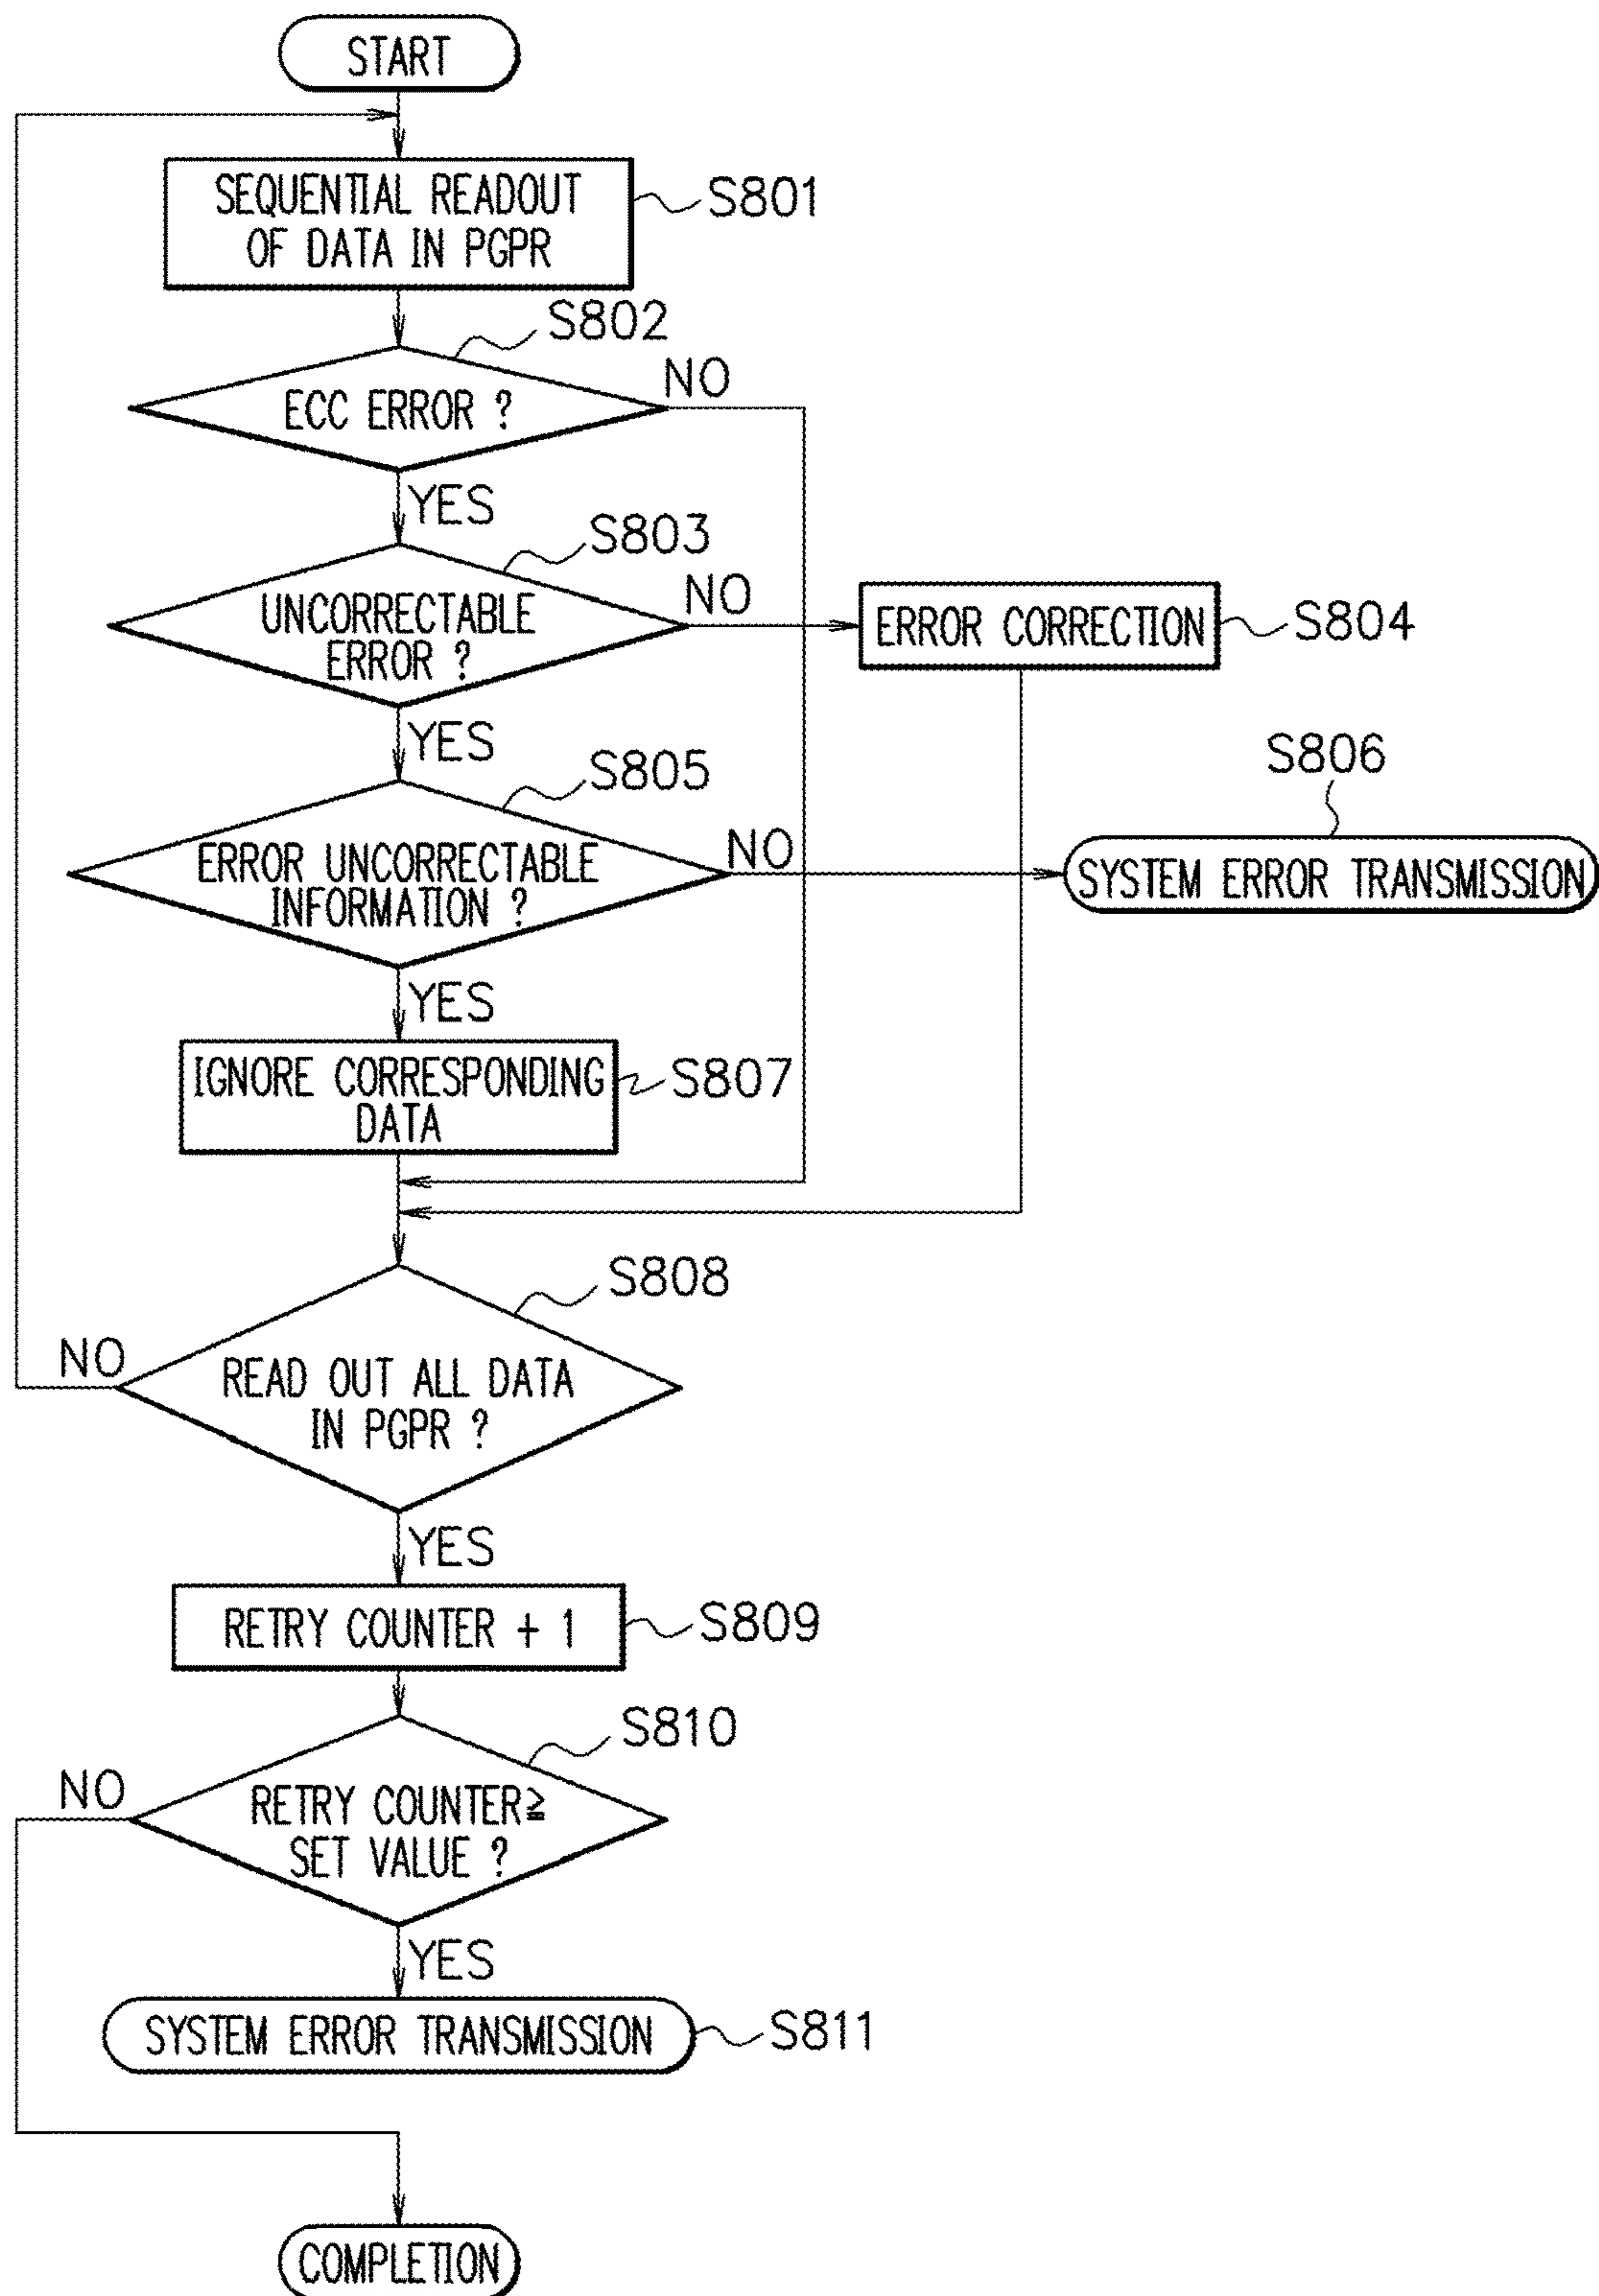 START
SEQUENTIAL READOUT
OF DATA IN PGPR
S801
S802
ECC ERROR ?
NO
YES
S803
UNCORRECTABLE
ERROR ?
NO
ERROR CORRECTION
S804
YES
S805
ERROR UNCORRECTABLE
INFORMATION ?
NO
S806
SYSTEM ERROR TRANSMISSION
YES
IGNORE CORRESPONDING
DATA
S807
S808
READ OUT ALL DATA
IN PGPR ?
NO
YES
RETRY COUNTER + 1
S809
S810
RETRY COUNTER≧
SET VALUE ?
NO
YES
SYSTEM ERROR TRANSMISSION
S811
COMPLETION